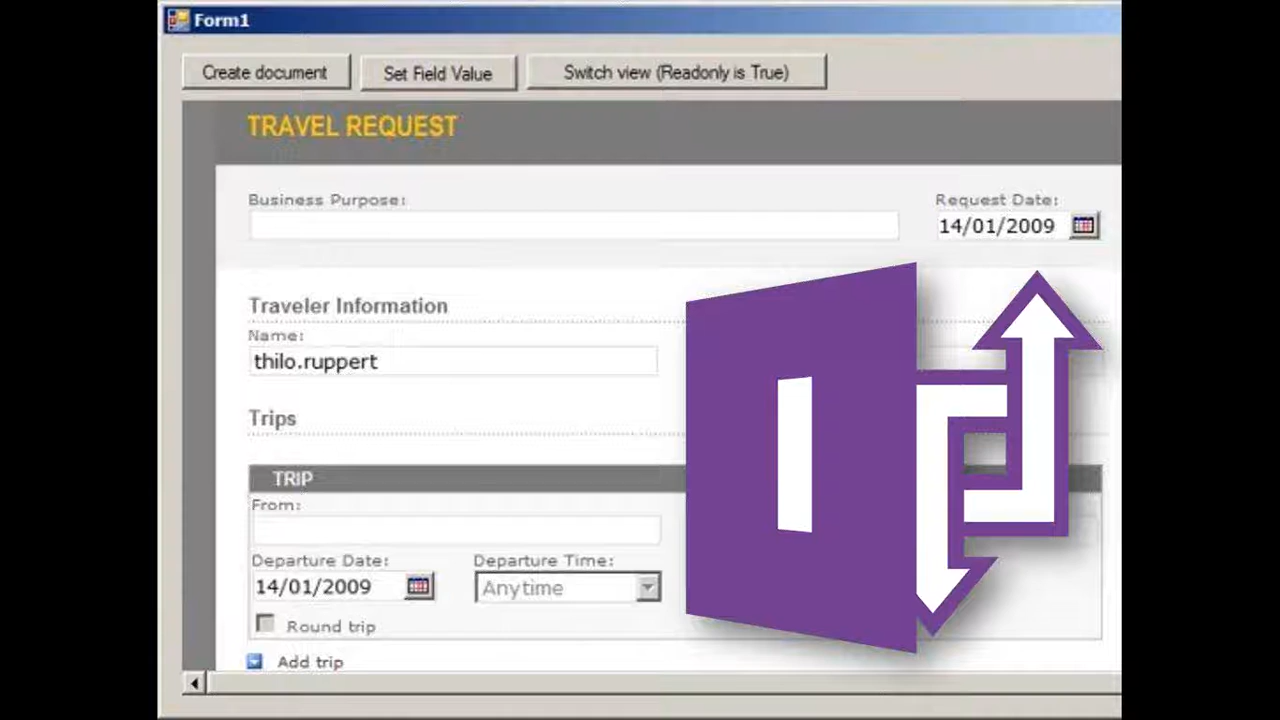 Form1
Create document Set Field Value Switch view (Readonly is True)
TRAVEL REQUEST
Business Purpose: Request Date:
14/01/2009
Traveler Information
Name:
thilo.ruppert
Trips
TRIP
From:
Departure Date: Departure Time:
14/01/2009 Anytime
Round trip
Add trip
I